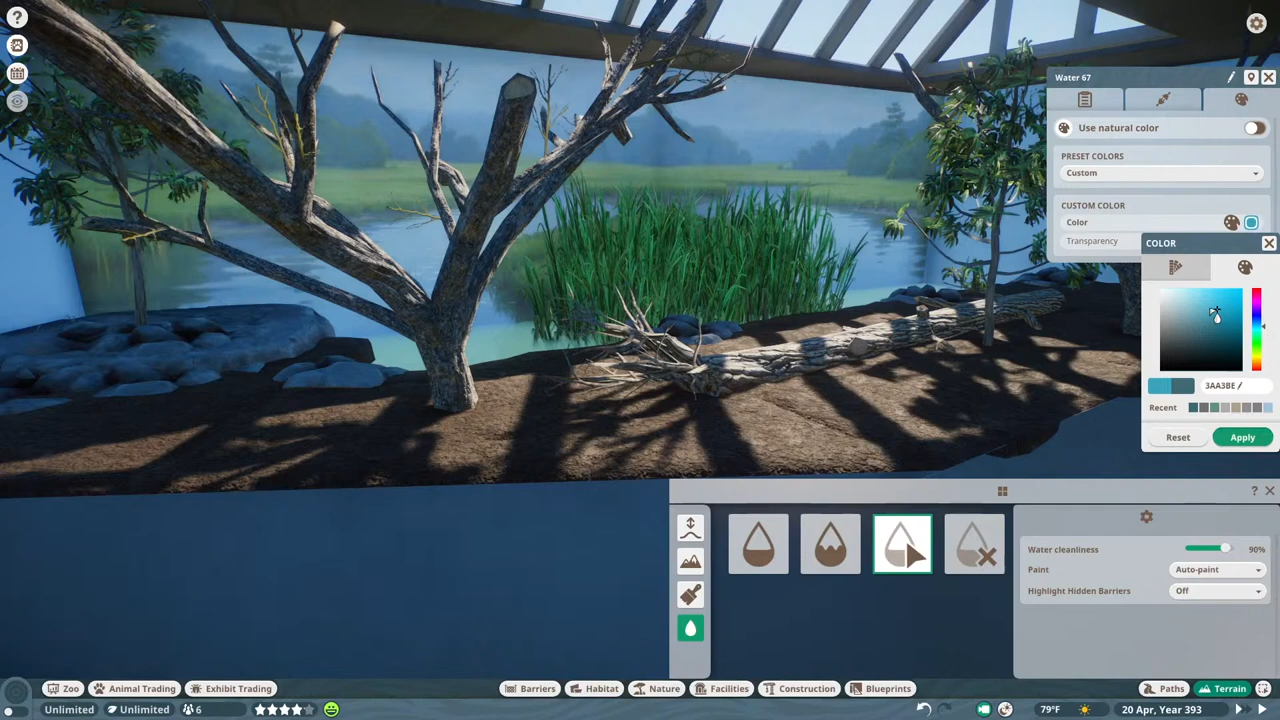 Water 67
Use natural color
PRESET COLORS
Custom
CUSTOM COLOR
Color
Transparency
COLOR
3AA3BE
Recent
Reset
Apply
?
?
Water cleanliness
90%
Paint
Auto-paint
Highlight Hidden Barriers
Off
Zoo
Animal Trading
Exhibit Trading
Barriers
Habitat
Nature
Facilities
Construction
Blueprints
Paths
Terrain
Unlimited
Unlimited
6
79°F
20 Apr, Year 393